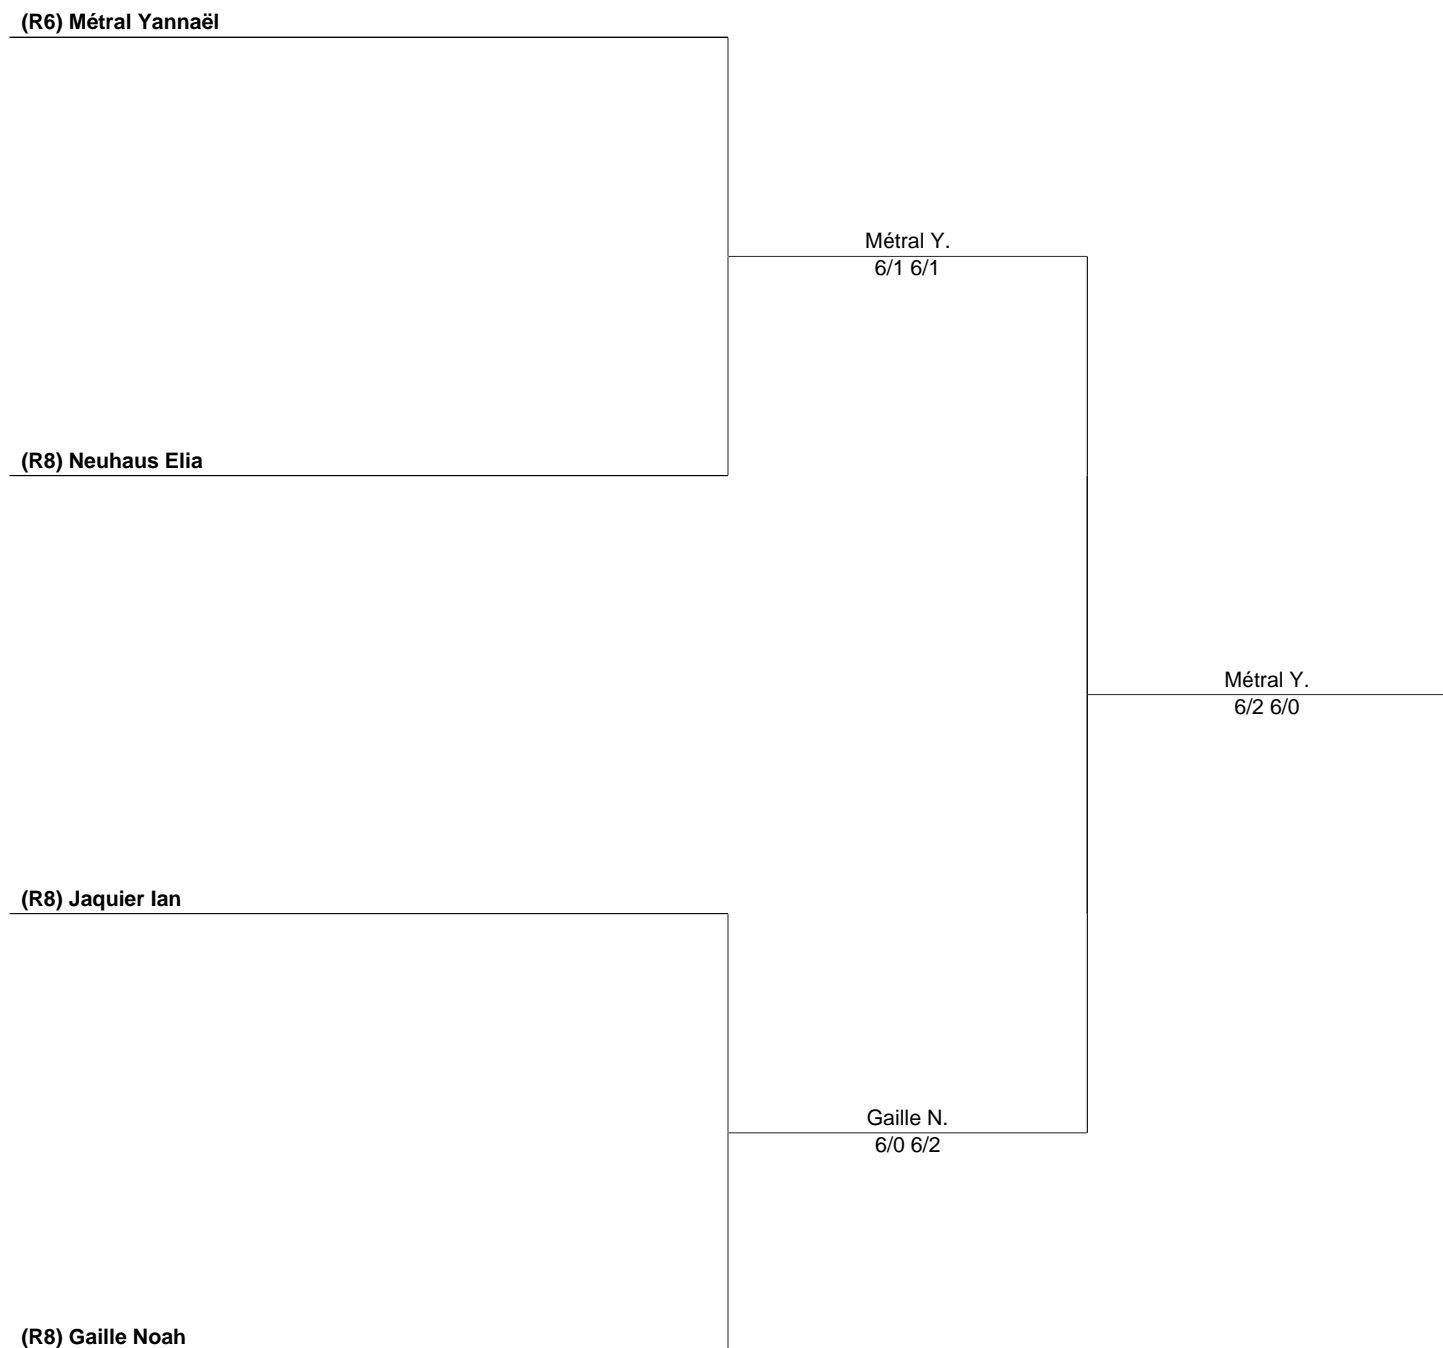 (R6) Métral Yannaël
Métral Y.
6/1 6/1
(R8) Neuhaus Elia
Métral Y.
6/2 6/0
(R8) Jaquier Ian
Gaille N.
6/0 6/2
(R8) Gaille Noah